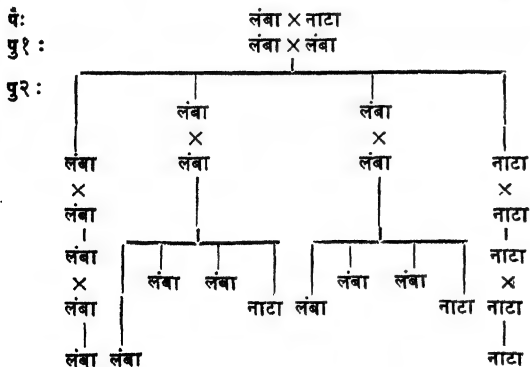 पै: लंबा × नाटा
पु१ : लंबा × लंबा
पु२ :
लंबा लंबा
× ×
लंबा लंबा लंबा नाटा
× ×
लंबा नाटा
लंबा नाटा
लंबा लंबा लंबा लंबा
× ×
लंबा नाटा लंबा नाटा नाटा
लंबा लंबा नाटा